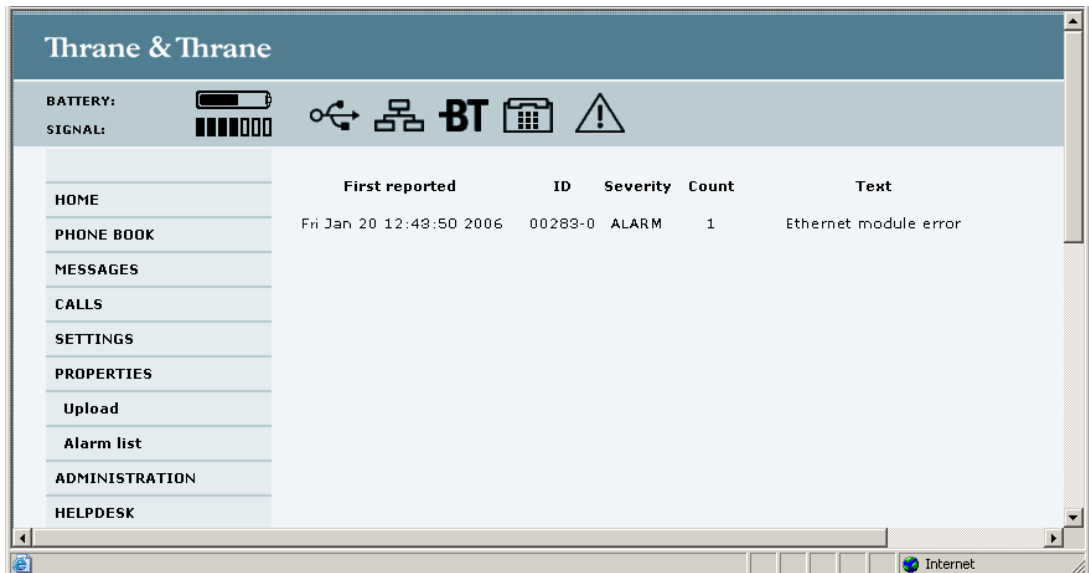 Thrane & Thrane
BATTERY:
SIGNAL:
BT
First reported ID Severity Count Text
Fri Jan 20 12:43:50 2006 00283-0 ALARM 1 Ethernet module error
HOME
PHONE BOOK
MESSAGES
CALLS
SETTINGS
PROPERTIES
Upload
Alarm list
ADMINISTRATION
HELPDESK
Internet